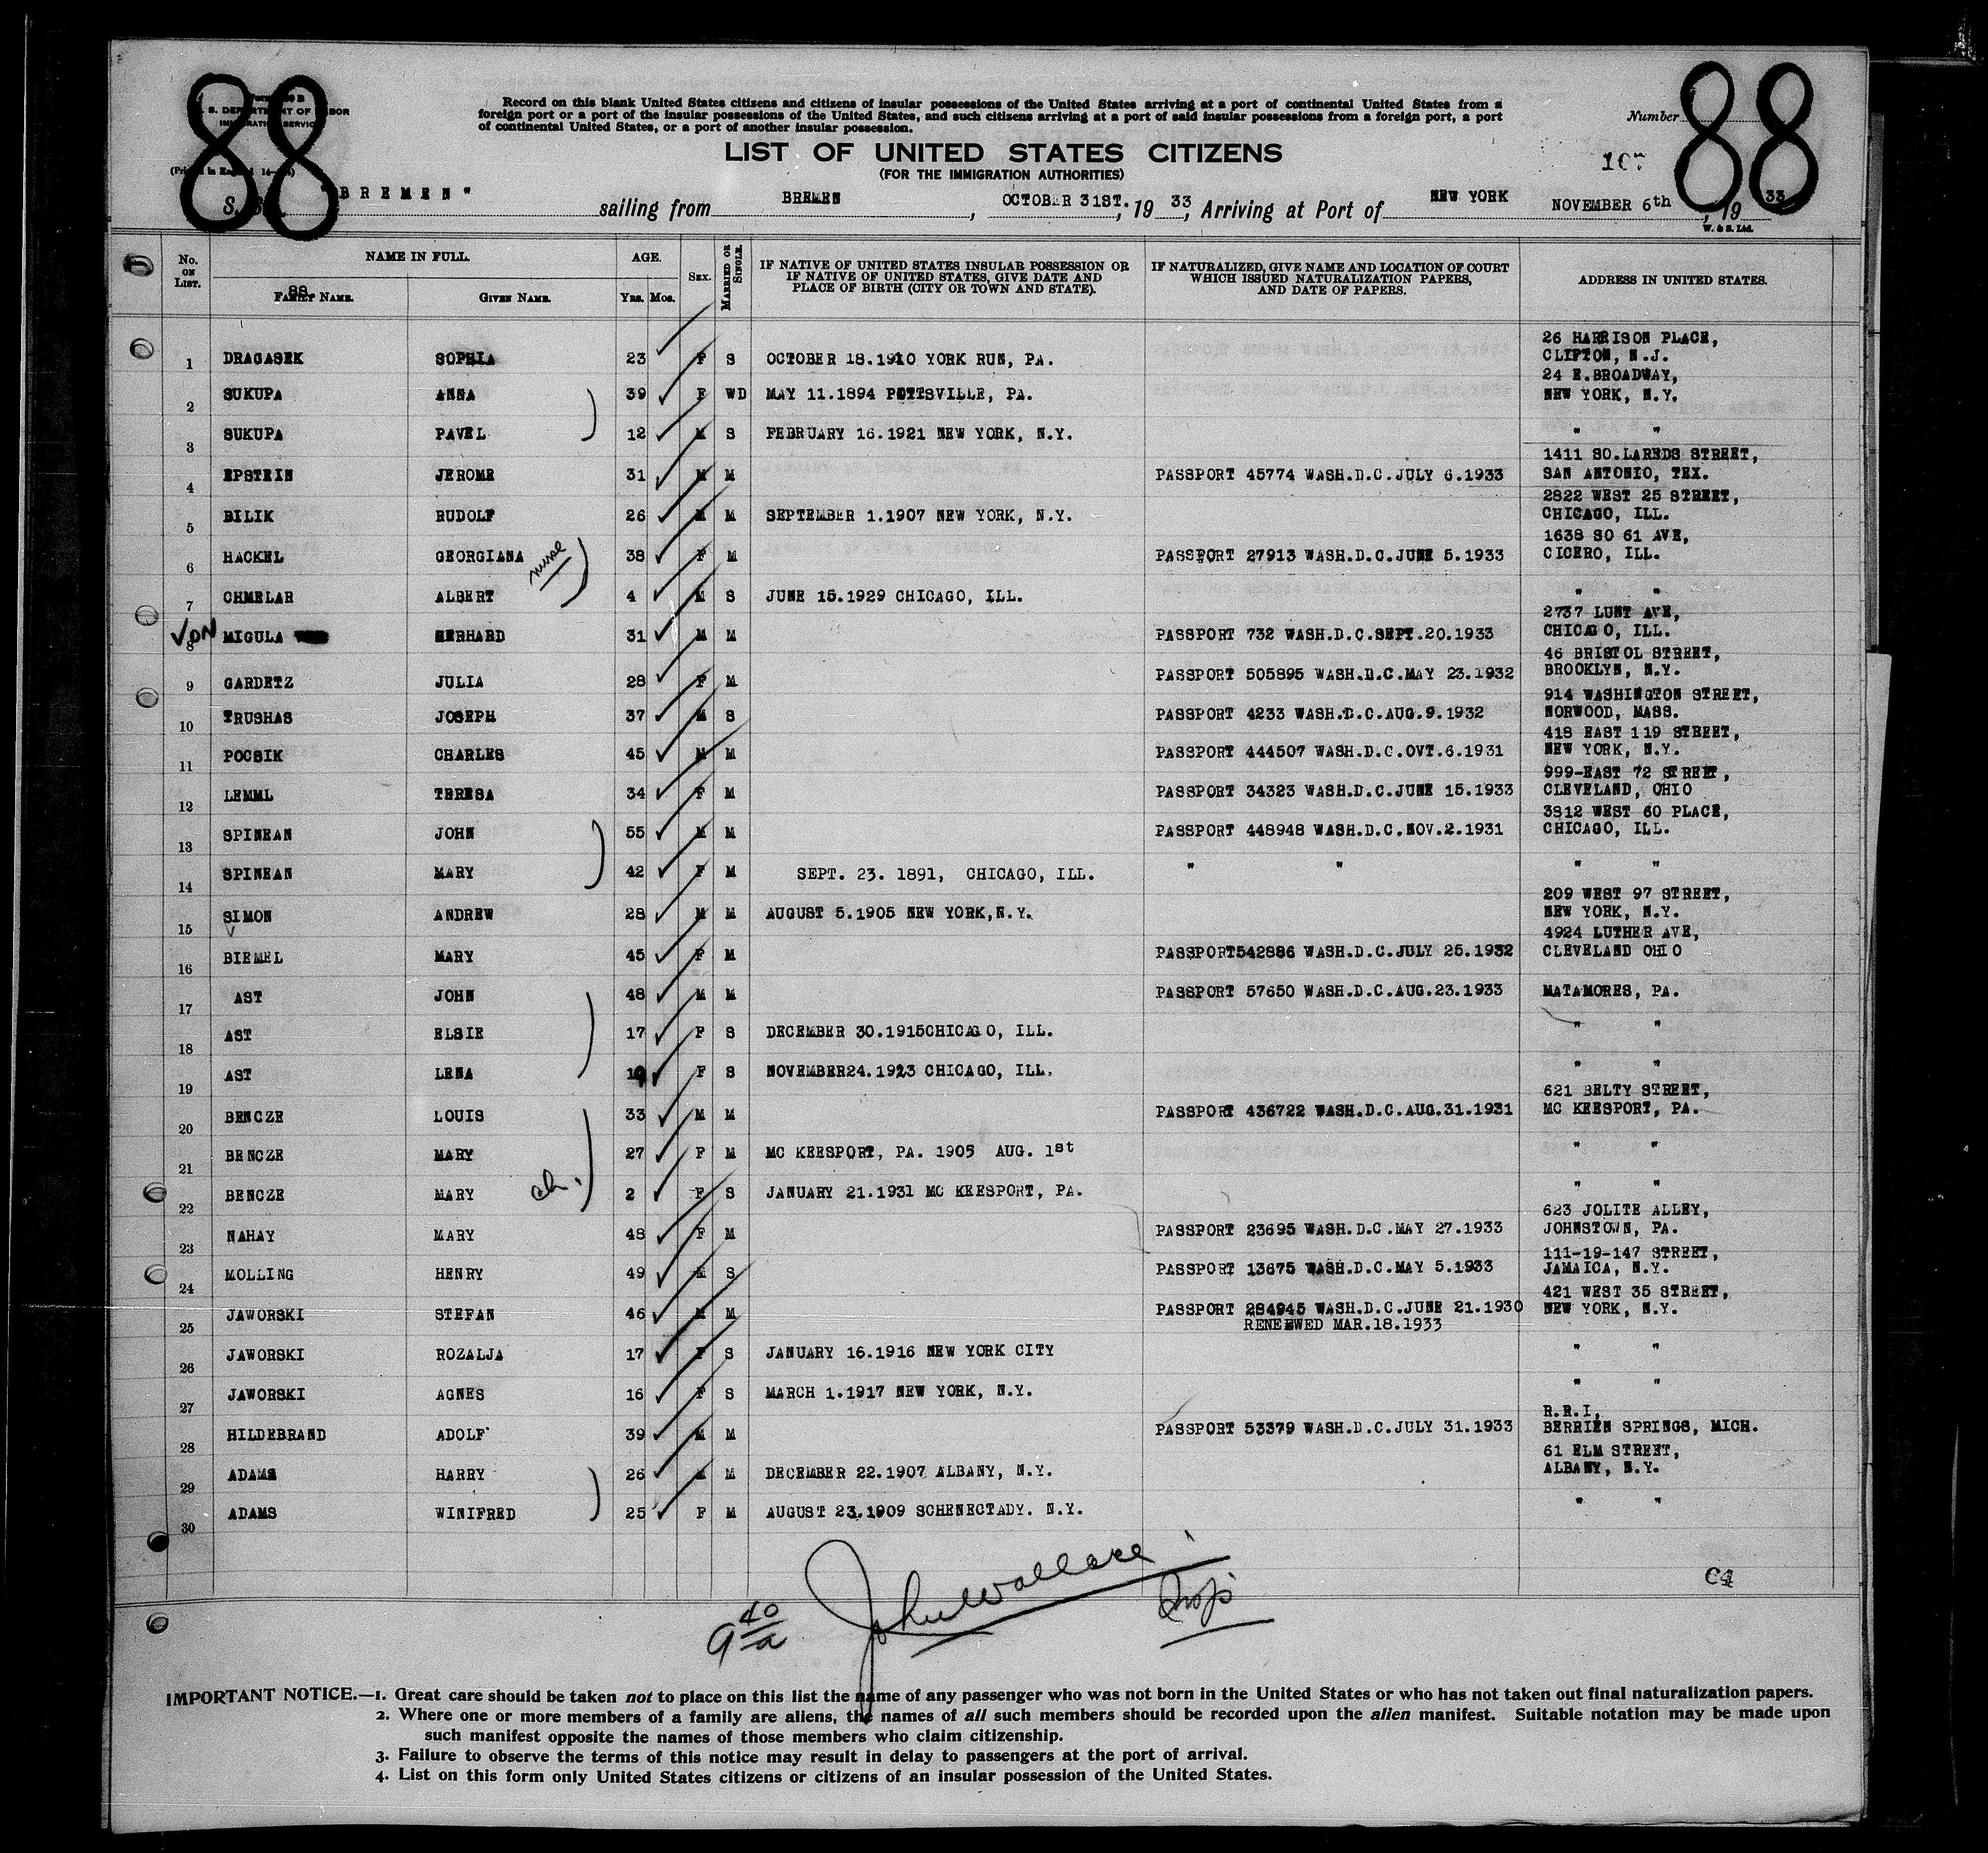 88
88
Form 630 B
U. S. DEPARTMENT OF LABOR
IMMIGRATION SERVICE
Record on this blank United States citizens and citizens of insular possessions of the United States arriving at a port of continental United States from a
foreign port or a port of the insular possessions of the United States, and such citizens arriving at a port of said insular possessions from a foreign port, a port
of continental United States, or a port of another insular possession.
Number
LIST OF UNITED STATES CITIZENS
(FOR THE IMMIGRATION AUTHORITIES)
S. S. "BREMEN" sailing from BREMEN, OCTOBER 31ST., 19 33, Arriving at Port of NEW YORK NOVEMBER 6th, 19 33
W. & S. Ltd.
No. ON LIST. NAME IN FULL. AGE. SEX. MARRIED OR SINGLE. IF NATIVE OF UNITED STATES INSULAR POSSESSION OR IF NATIVE OF UNITED STATES, GIVE DATE AND PLACE OF BIRTH (CITY OR TOWN AND STATE). IF NATURALIZED, GIVE NAME AND LOCATION OF COURT WHICH ISSUED NATURALIZATION PAPERS, AND DATE OF PAPERS. ADDRESS IN UNITED STATES.
88
FAMILY NAME. GIVEN NAME. Yrs. Mos.
26 HARRISON PLACE,
1 DRAGASEK SOPHIA 23 F S OCTOBER 18.1910 YORK RUN, PA. CLIFTON, N.J.
24 E.BROADWAY,
2 SUKUPA ANNA 39 F WD MAY 11.1894 POTTSVILLE, PA. NEW YORK, N.Y.
3 SUKUPA PAVEL 12 M S FEBRUARY 16.1921 NEW YORK, N.Y. " "
1411 SO.LAREDS STREET,
4 EPSTEIN JEROME 31 M M PASSPORT 45774 WASH.D.C.JULY 6.1933 SAN ANTONIO, TEX.
2822 WEST 25 STREET,
5 BILIK RUDOLF 26 M M SEPTEMBER 1.1907 NEW YORK, N.Y. CHICAGO, ILL.
1638 SO 61 AVE,
6 HACKEL GEORGIANA 38 F M PASSPORT 27913 WASH.D.C.JUNE 5.1933 CICERO, ILL.
7 CHMELAR ALBERT 4 M S JUNE 15.1929 CHICAGO, ILL. " "
2737 LUNT AVE,
VON 8 MIGULA GERHARD 31 M M PASSPORT 732 WASH.D.C.SEPT.20.1933 CHICAGO, ILL.
46 BRISTOL STREET,
9 GARDETZ JULIA 28 F M PASSPORT 505895 WASH.D.C.MAY 23.1932 BROOKLYN, N.Y.
914 WASHINGTON STREET,
10 TRUSHAS JOSEPH 37 M S PASSPORT 4233 WASH.D.C.AUG.9.1932 NORWOOD, MASS.
418 EAST 119 STREET,
11 POCSIK CHARLES 45 M M PASSPORT 444507 WASH.D.C.OVT.6.1931 NEW YORK, N.Y.
999-EAST 72 STREET,
12 LEMML TERESA 34 F M PASSPORT 34323 WASH.D.C.JUNE 15.1933 CLEVELAND, OHIO
3812 WEST 60 PLACE,
13 SPINEAN JOHN 55 M M PASSPORT 448948 WASH.D.C.NOV.2.1931 CHICAGO, ILL.
14 SPINEAN MARY 42 F M SEPT. 23. 1891, CHICAGO, ILL. " " " "
209 WEST 97 STREET,
15 SIMON ANDREW 28 M M AUGUST 5.1905 NEW YORK,N.Y. NEW YORK, N.Y.
4924 LUTHER AVE,
16 BIEMEL MARY 45 F M PASSPORT542886 WASH.D.C.JULY 25.1932 CLEVELAND OHIO
17 AST JOHN 48 M M PASSPORT 57650 WASH.D.C.AUG.23.1933 MATAMORES, PA.
18 AST ELSIE 17 F S DECEMBER 30.1915CHICAGO, ILL. " "
19 AST LENA 19 F S NOVEMBER24.1923 CHICAGO, ILL. " "
621 BELTY STREET,
20 BENCZE LOUIS 33 M M PASSPORT 436722 WASH.D.C.AUG.31.1931 MC KEESPORT, PA.
21 BENCZE MARY 27 F M MC KEESPORT, PA. 1905 AUG. 1st " "
22 BENCZE MARY ch. 2 F S JANUARY 21.1931 MC KEESPORT, PA. " "
623 JOLITE ALLEY,
23 NAHAY MARY 48 F M PASSPORT 23695 WASH.D.C.MAY 27.1933 JOHNSTOWN, PA.
111-19-147 STREET,
24 MOLLING HENRY 49 M S PASSPORT 13675 WASH.D.C.MAY 5.1933 JAMAICA, N.Y.
421 WEST 35 STREET,
25 JAWORSKI STEFAN 46 M M PASSPORT 284945 WASH.D.C.JUNE 21.1930 NEW YORK, N.Y.
RENEEWED MAR.18.1933
26 JAWORSKI ROZALJA 17 F S JANUARY 16.1916 NEW YORK CITY " "
27 JAWORSKI AGNES 16 F S MARCH 1.1917 NEW YORK, N.Y. " "
R.R.I,
28 HILDEBRAND ADOLF 39 M M PASSPORT 53379 WASH.D.C.JULY 31.1933 BERRIEN SPRINGS, MICH.
61 ELM STREET,
29 ADAMS HARRY 26 M M DECEMBER 22.1907 ALBANY, N.Y. ALBANY, N.Y.
30 ADAMS WINIFRED 25 F M AUGUST 23.1909 SCHENECTADY. N.Y. " "
C4
9 40/a John Wallace Insp
IMPORTANT NOTICE.—1. Great care should be taken not to place on this list the name of any passenger who was not born in the United States or who has not taken out final naturalization papers.
2. Where one or more members of a family are aliens, the names of all such members should be recorded upon the alien manifest. Suitable notation may be made upon
such manifest opposite the names of those members who claim citizenship.
3. Failure to observe the terms of this notice may result in delay to passengers at the port of arrival.
4. List on this form only United States citizens or citizens of an insular possession of the United States.